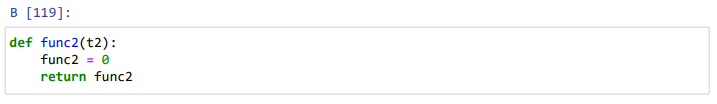 В [119]:
def func2(t2):
    func2 = 0
    return func2